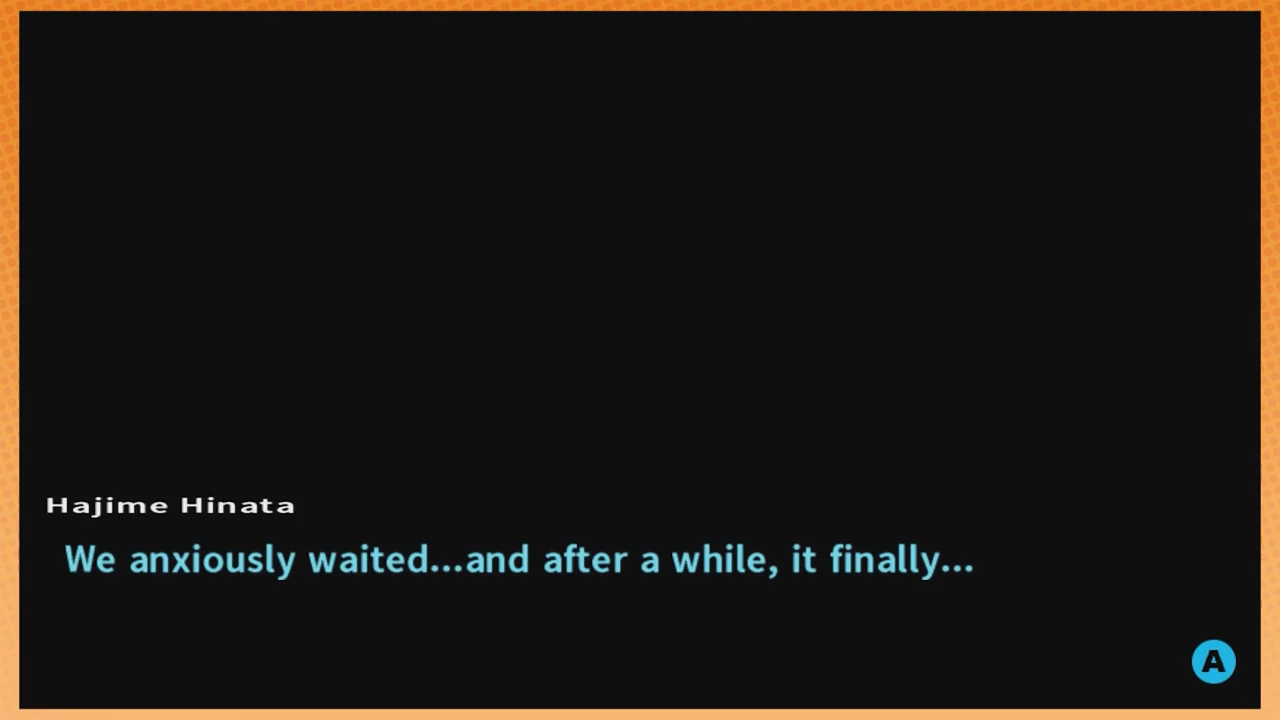 Hajime Hinata
We anxiously waited...and after a while, it finally...
A